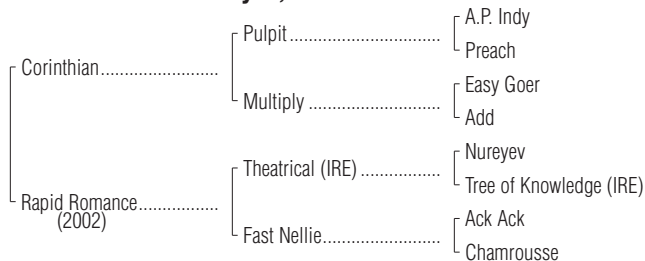 A.P. Indy
Pulpit
Preach
Corinthian
Easy Goer
Multiply
Add
Nureyev
Theatrical (IRE)
Tree of Knowledge (IRE)
Rapid Romance
(2002)
Ack Ack
Fast Nellie
Chamrousse